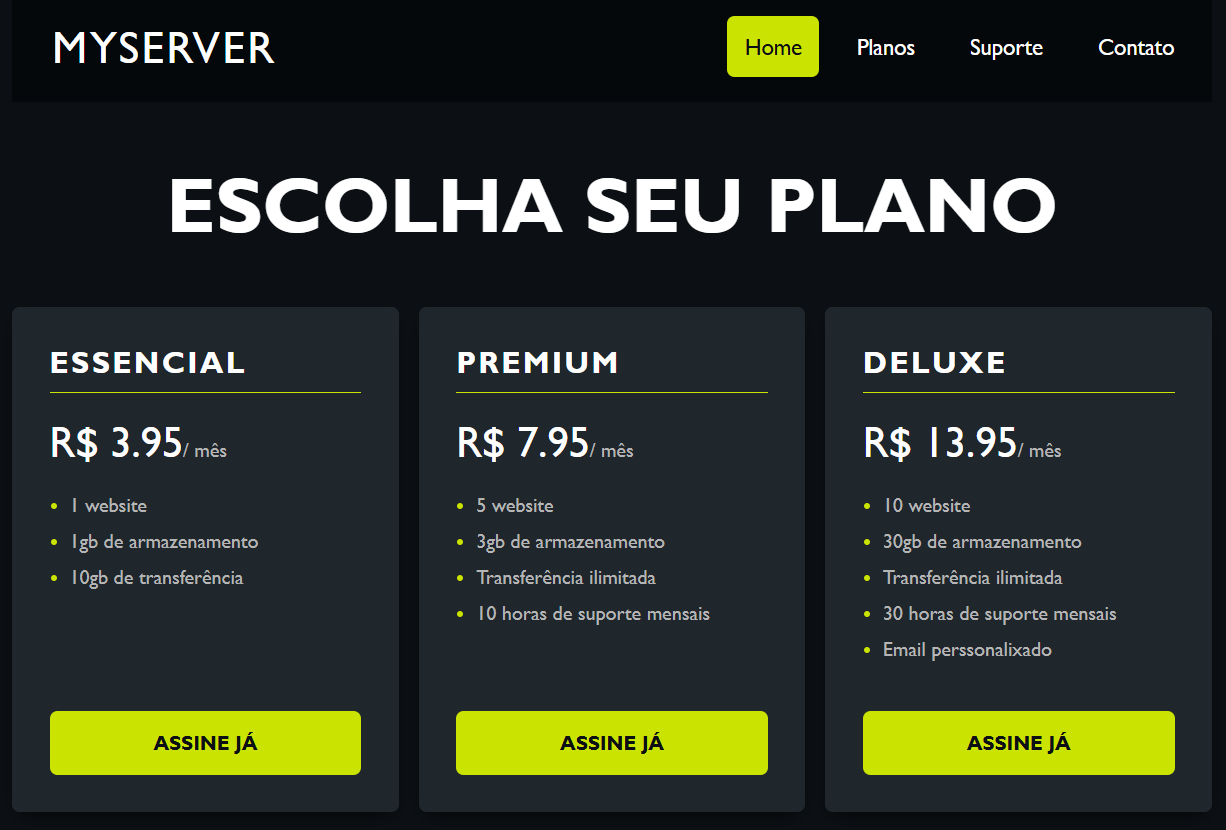 MYSERVER
Home Planos Suporte Contato
ESCOLHA SEU PLANO
ESSENCIAL
R$ 3.95/ mês
1 website
1gb de armazenamento
10gb de transferência
ASSINE JÁ
PREMIUM
R$ 7.95/ mês
5 website
3gb de armazenamento
Transferência ilimitada
10 horas de suporte mensais
ASSINE JÁ
DELUXE
R$ 13.95/ mês
10 website
30gb de armazenamento
Transferência ilimitada
30 horas de suporte mensais
Email perssonalixado
ASSINE JÁ